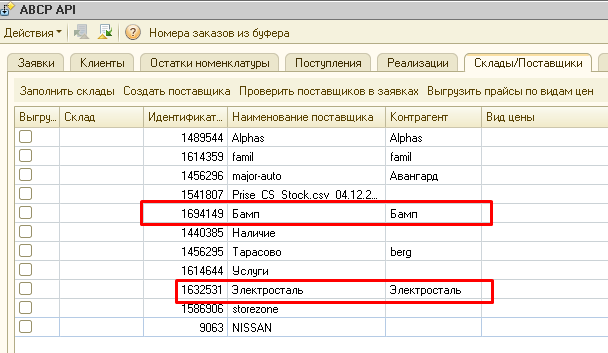 ABCP API
Действия Номера заказов из буфера
Заявки Клиенты Остатки номенклатуры Поступления Реализации Склады/Поставщики
Заполнить склады Создать поставщика Проверить поставщиков в заявках Выгрузить прайсы по видам цен
Выгру... Склад Идентификат... Наименование поставщика Контрагент Вид цены
1489544 Alphas Alphas
1614359 famil famil
1456296 major-auto Авангард
1541807 Prise_CS_Stock.csv_04.12.2...
1694149 Бамп Бамп
1440385 Наличие
1456295 Тарасово berg
1614644 Услуги
1632531 Электросталь Электросталь
1586906 storezone
9063 NISSAN